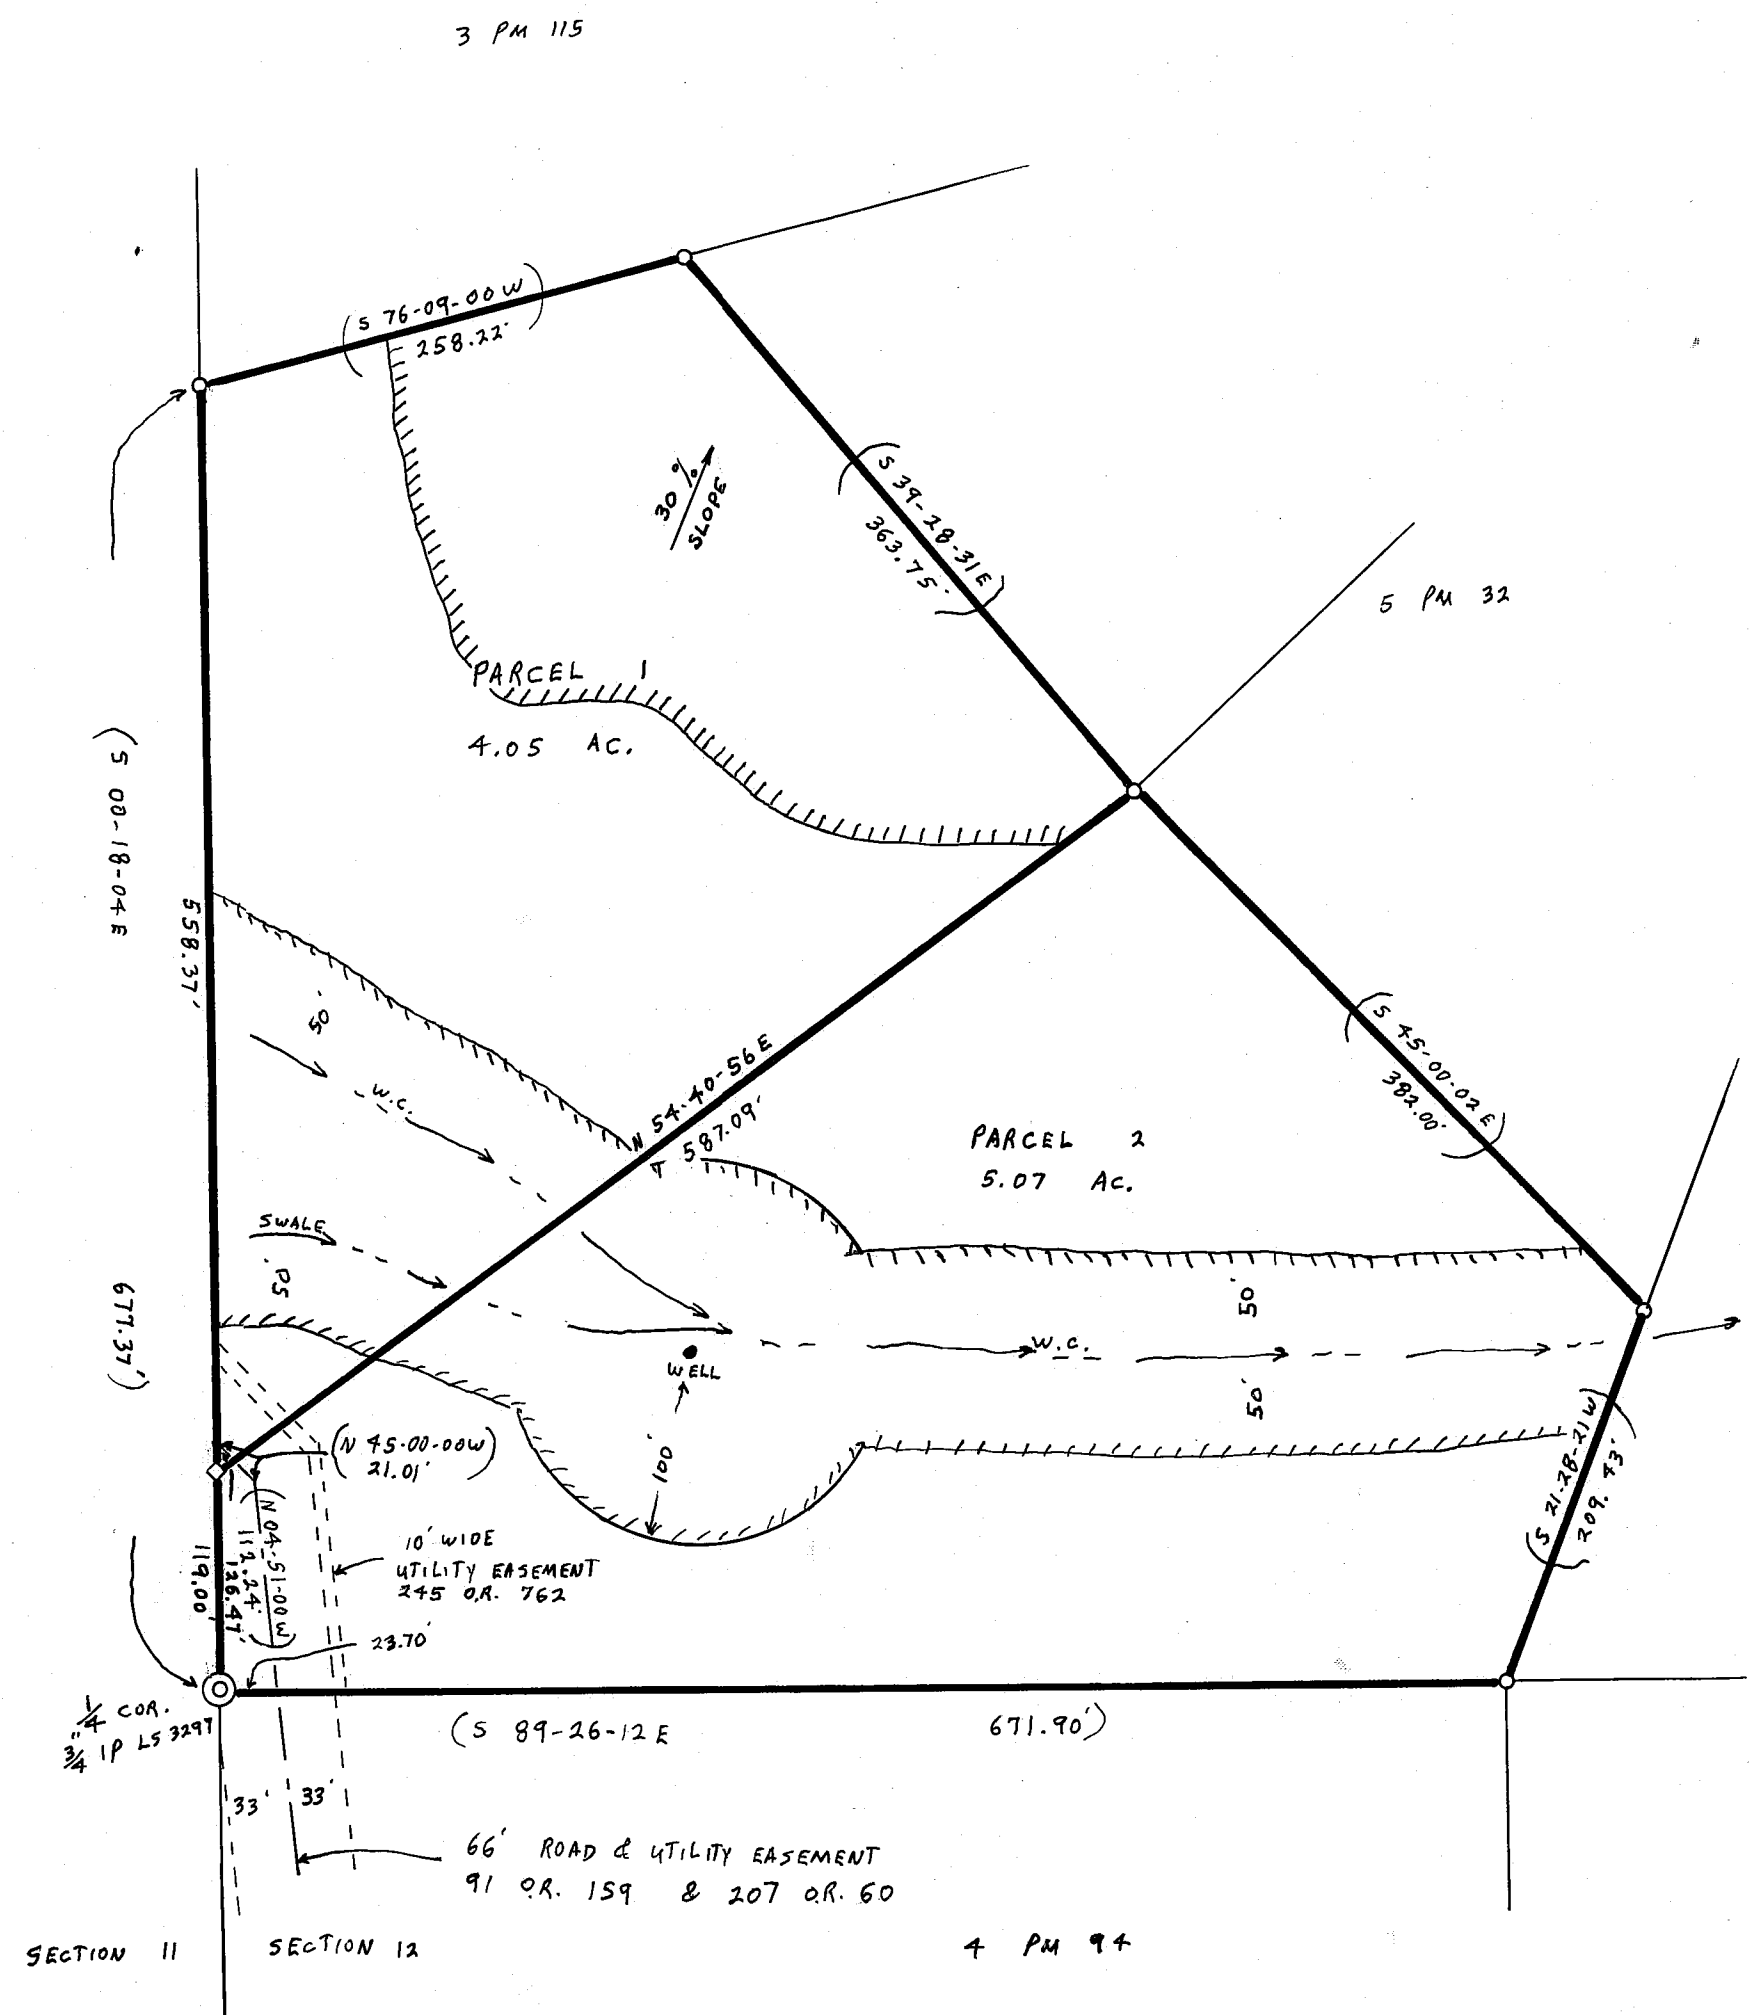 3 PM 115
(S 76-09-00 W)
258.22'
30%
SLOPE
(S 39-28-31 E)
363.75'
5 PM 32
PARCEL 1
4.05 AC.
(S 00-18-04 E
558.37'
677.37')
50'
W.C.
N 54-40-56 E
587.09'
(S 45-00-02 E)
382.00'
PARCEL 2
5.07 AC.
SWALE
50'
W.C.
50'
50'
WELL
100'
(S 21-28-21 W)
209.43'
(N 45-00-00 W)
21.01'
(N 04-51-00 W)
112.24'
126.47'
119.00'
10' WIDE
UTILITY EASEMENT
245 O.R. 762
23.70'
1/4 COR.
3/4" IP LS 3297
(S 89-26-12 E 671.90')
33' 33'
66' ROAD & UTILITY EASEMENT
91 O.R. 159 & 207 O.R. 60
SECTION 11 SECTION 12
4 PM 94